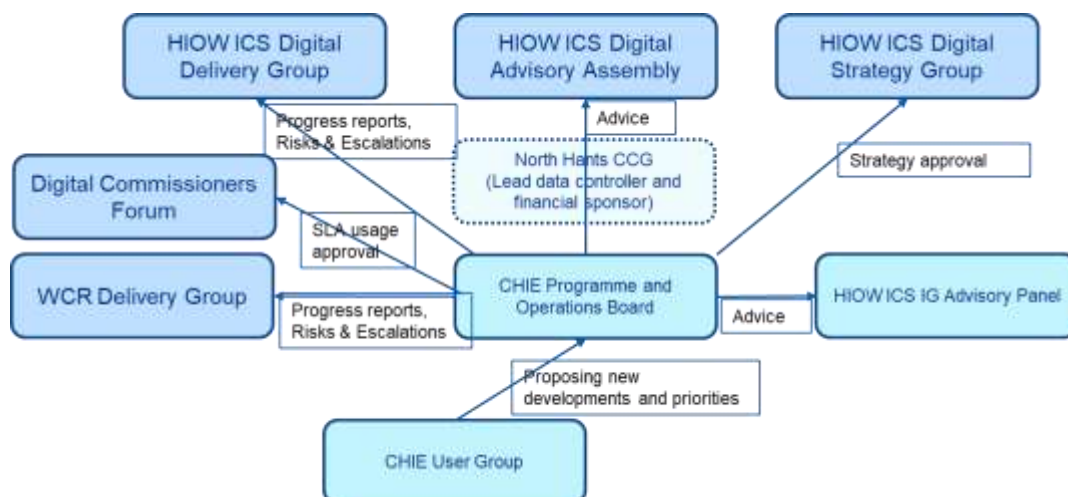 HIOW ICS Digital
Delivery Group
HIOW ICS Digital
Advisory Assembly
HIOW ICS Digital
Strategy Group
Progress reports,
Risks & Escalations
Advice
Strategy approval
North Hants CCG
(Lead data controller and
financial sponsor)
Digital Commissioners
Forum
SLA usage
approval
WCR Delivery Group
Progress reports,
Risks & Escalations
CHIE Programme and
Operations Board
Advice
HIOW ICS IG Advisory Panel
Proposing new
developments and priorities
CHIE User Group